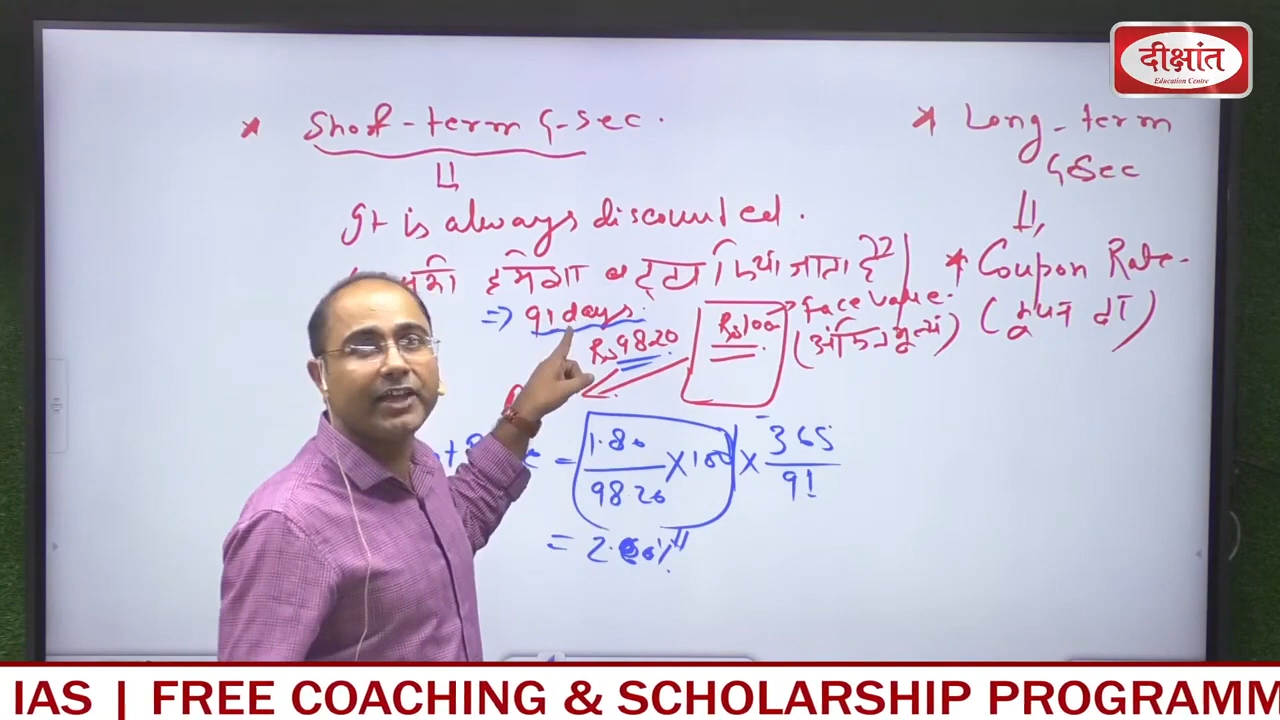 दीक्षांत
Education Centre
* Short-term G-sec.
It is always discounted.
हमेशा किया जाता है
⇒ 91 days.
Rs 98.20
Rs 100
face value.
(अंकित मूल्य)
* Long-term
G-Sec
* Coupon Rate-
(कूपन दर)
= 1.80/98.20 × 100 × 365/91
= 2.
IAS | FREE COACHING & SCHOLARSHIP PROGRAMM